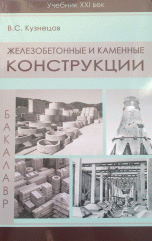 Учебник XXI век
В.С. Кузнецов
ЖЕЛЕЗОБЕТОННЫЕ И КАМЕННЫЕ
КОНСТРУКЦИИ
БАКАЛАВР